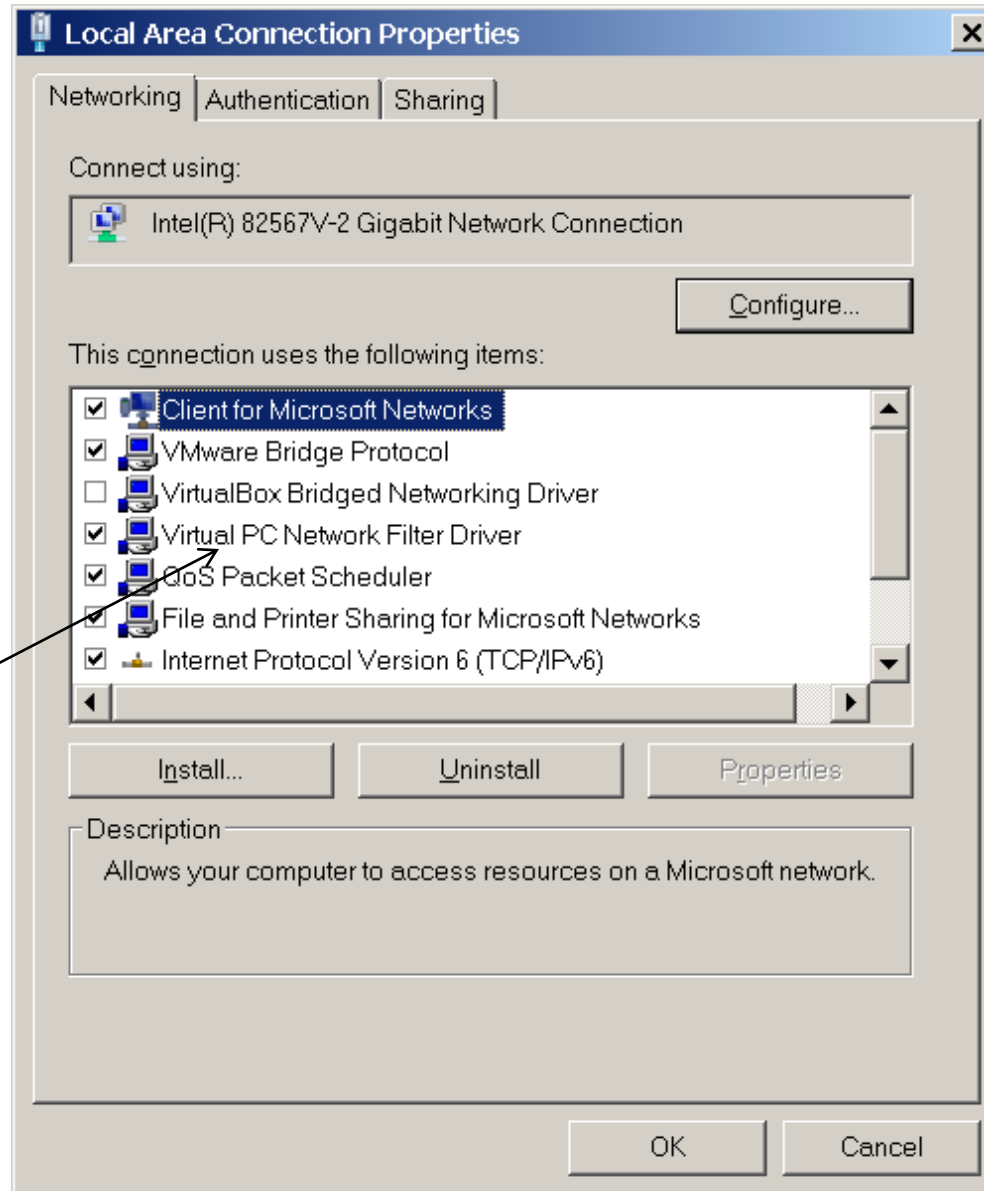 Local Area Connection Properties
Networking Authentication Sharing
Connect using:
Intel(R) 82567V-2 Gigabit Network Connection
Configure...
This connection uses the following items:
Client for Microsoft Networks
VMware Bridge Protocol
VirtualBox Bridged Networking Driver
Virtual PC Network Filter Driver
QoS Packet Scheduler
File and Printer Sharing for Microsoft Networks
Internet Protocol Version 6 (TCP/IPv6)
Install... Uninstall Properties
Description
Allows your computer to access resources on a Microsoft network.
OK Cancel